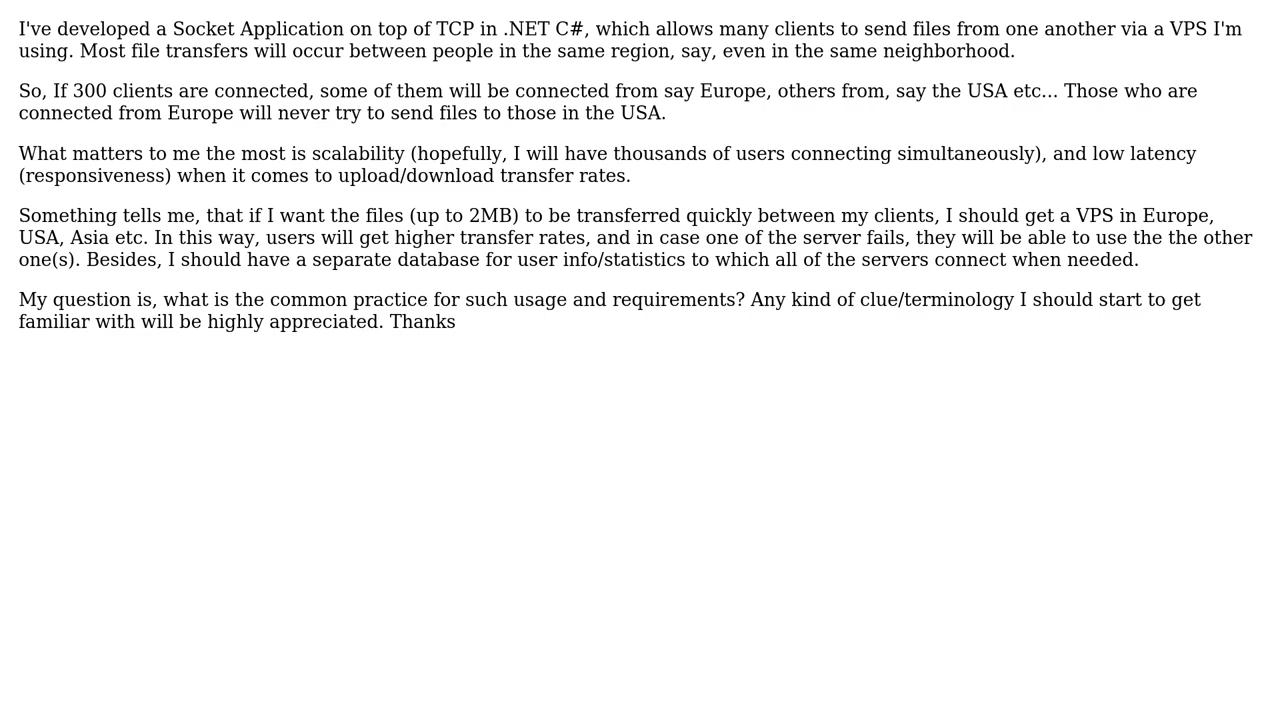 I've developed a Socket Application on top of TCP in .NET C#, which allows many clients to send files from one another via a VPS I'm
using. Most file transfers will occur between people in the same region, say, even in the same neighborhood.
So, If 300 clients are connected, some of them will be connected from say Europe, others from, say the USA etc... Those who are
connected from Europe will never try to send files to those in the USA.
What matters to me the most is scalability (hopefully, I will have thousands of users connecting simultaneously), and low latency
(responsiveness) when it comes to upload/download transfer rates.
Something tells me, that if I want the files (up to 2MB) to be transferred quickly between my clients, I should get a VPS in Europe,
USA, Asia etc. In this way, users will get higher transfer rates, and in case one of the server fails, they will be able to use the the other
one(s). Besides, I should have a separate database for user info/statistics to which all of the servers connect when needed.
My question is, what is the common practice for such usage and requirements? Any kind of clue/terminology I should start to get
familiar with will be highly appreciated. Thanks